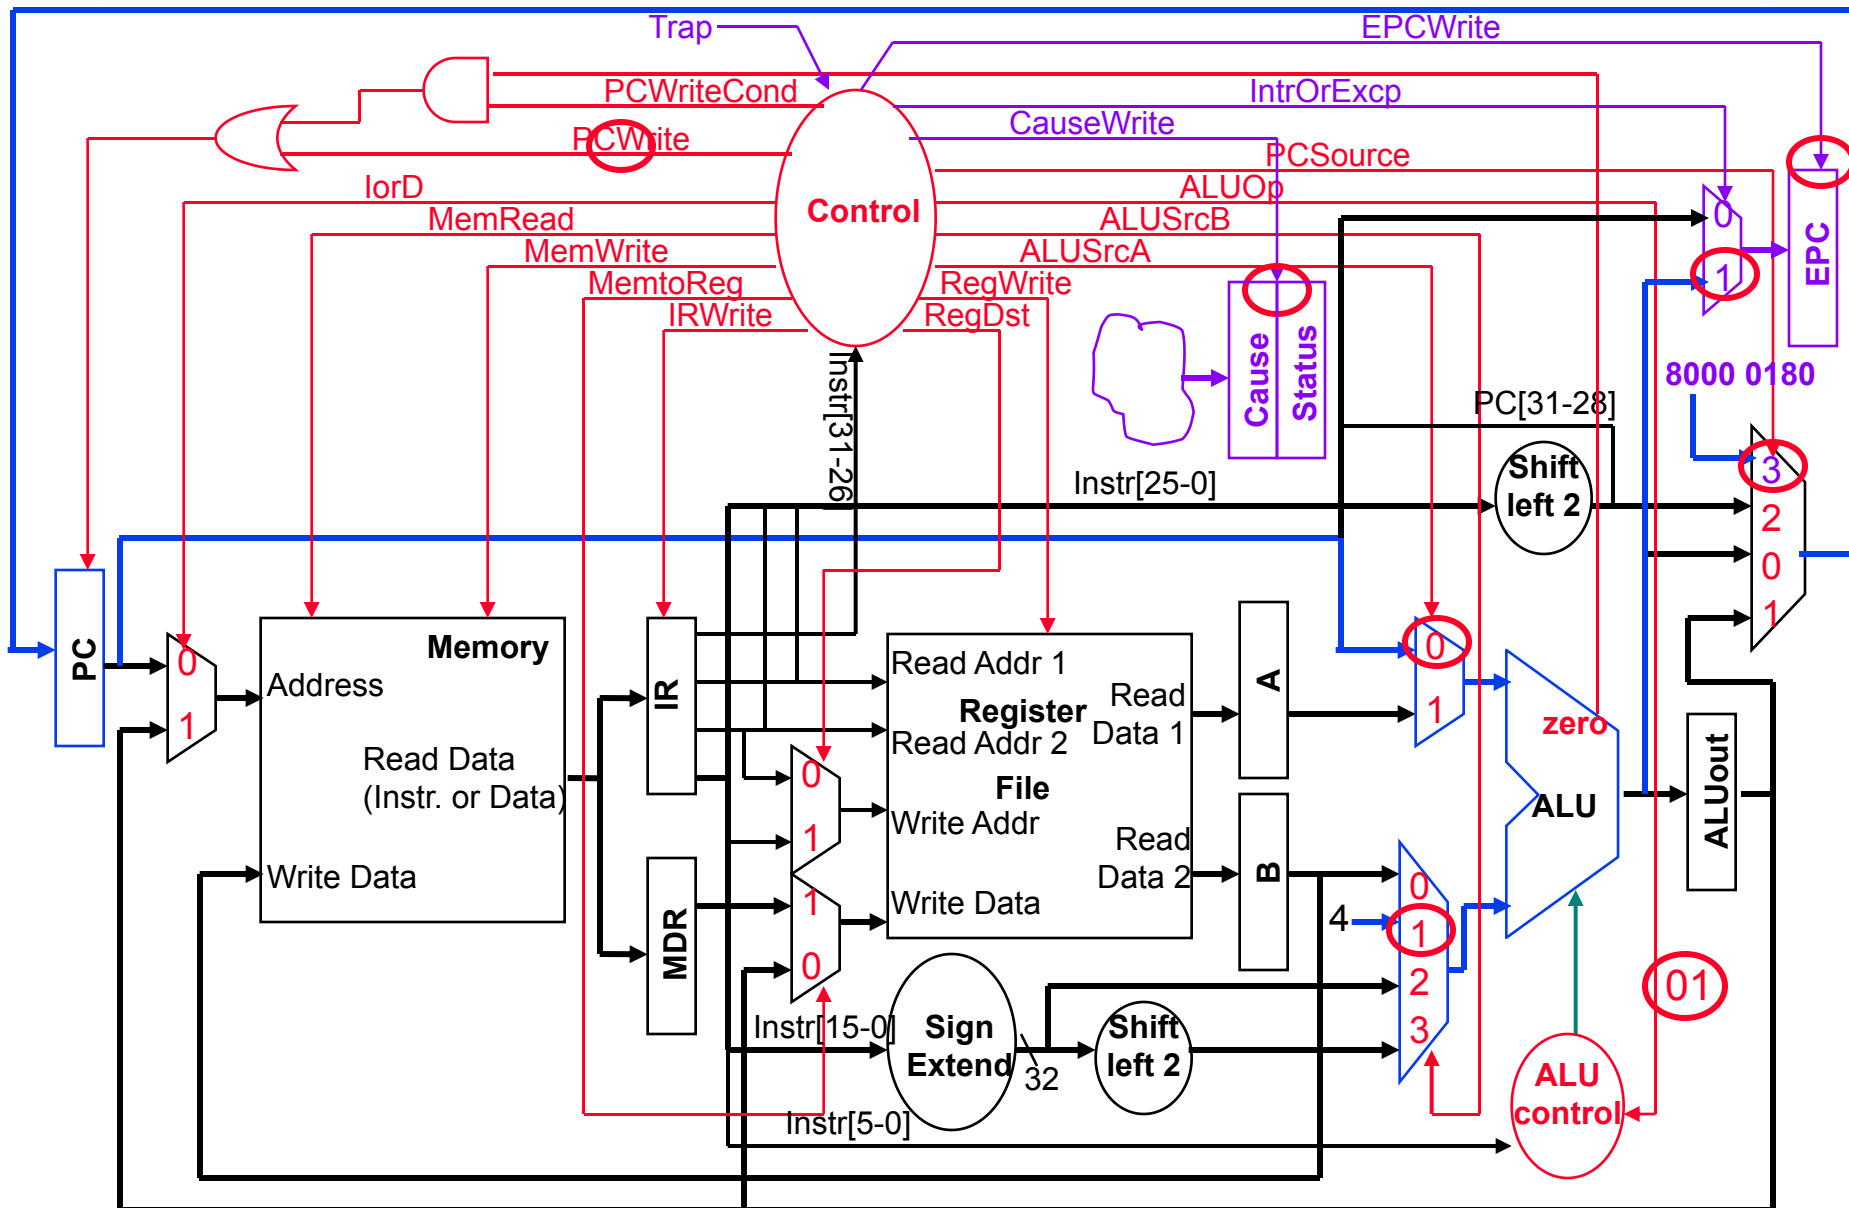 Trap
EPCWrite
PCWriteCond
IntrOrExcp
PCWrite
CauseWrite
PCSource
IorD
ALUOp
Control
MemRead
ALUSrcB
MemWrite
ALUSrcA
MemtoReg
RegWrite
IRWrite
RegDst
0
1
EPC
Cause
Status
8000 0180
Instr[31-26]
PC[31-28]
Instr[25-0]
Shift
left 2
3
2
0
1
PC
0
1
Memory
Address
Read Data
(Instr. or Data)
Write Data
IR
MDR
0
1
1
0
Read Addr 1
Register
Read Addr 2
File
Write Addr
Write Data
Read
Data 1
Read
Data 2
A
B
0
1
4
0
1
2
3
zero
ALU
ALUout
01
Instr[15-0]
Sign
Extend
32
Shift
left 2
ALU
control
Instr[5-0]